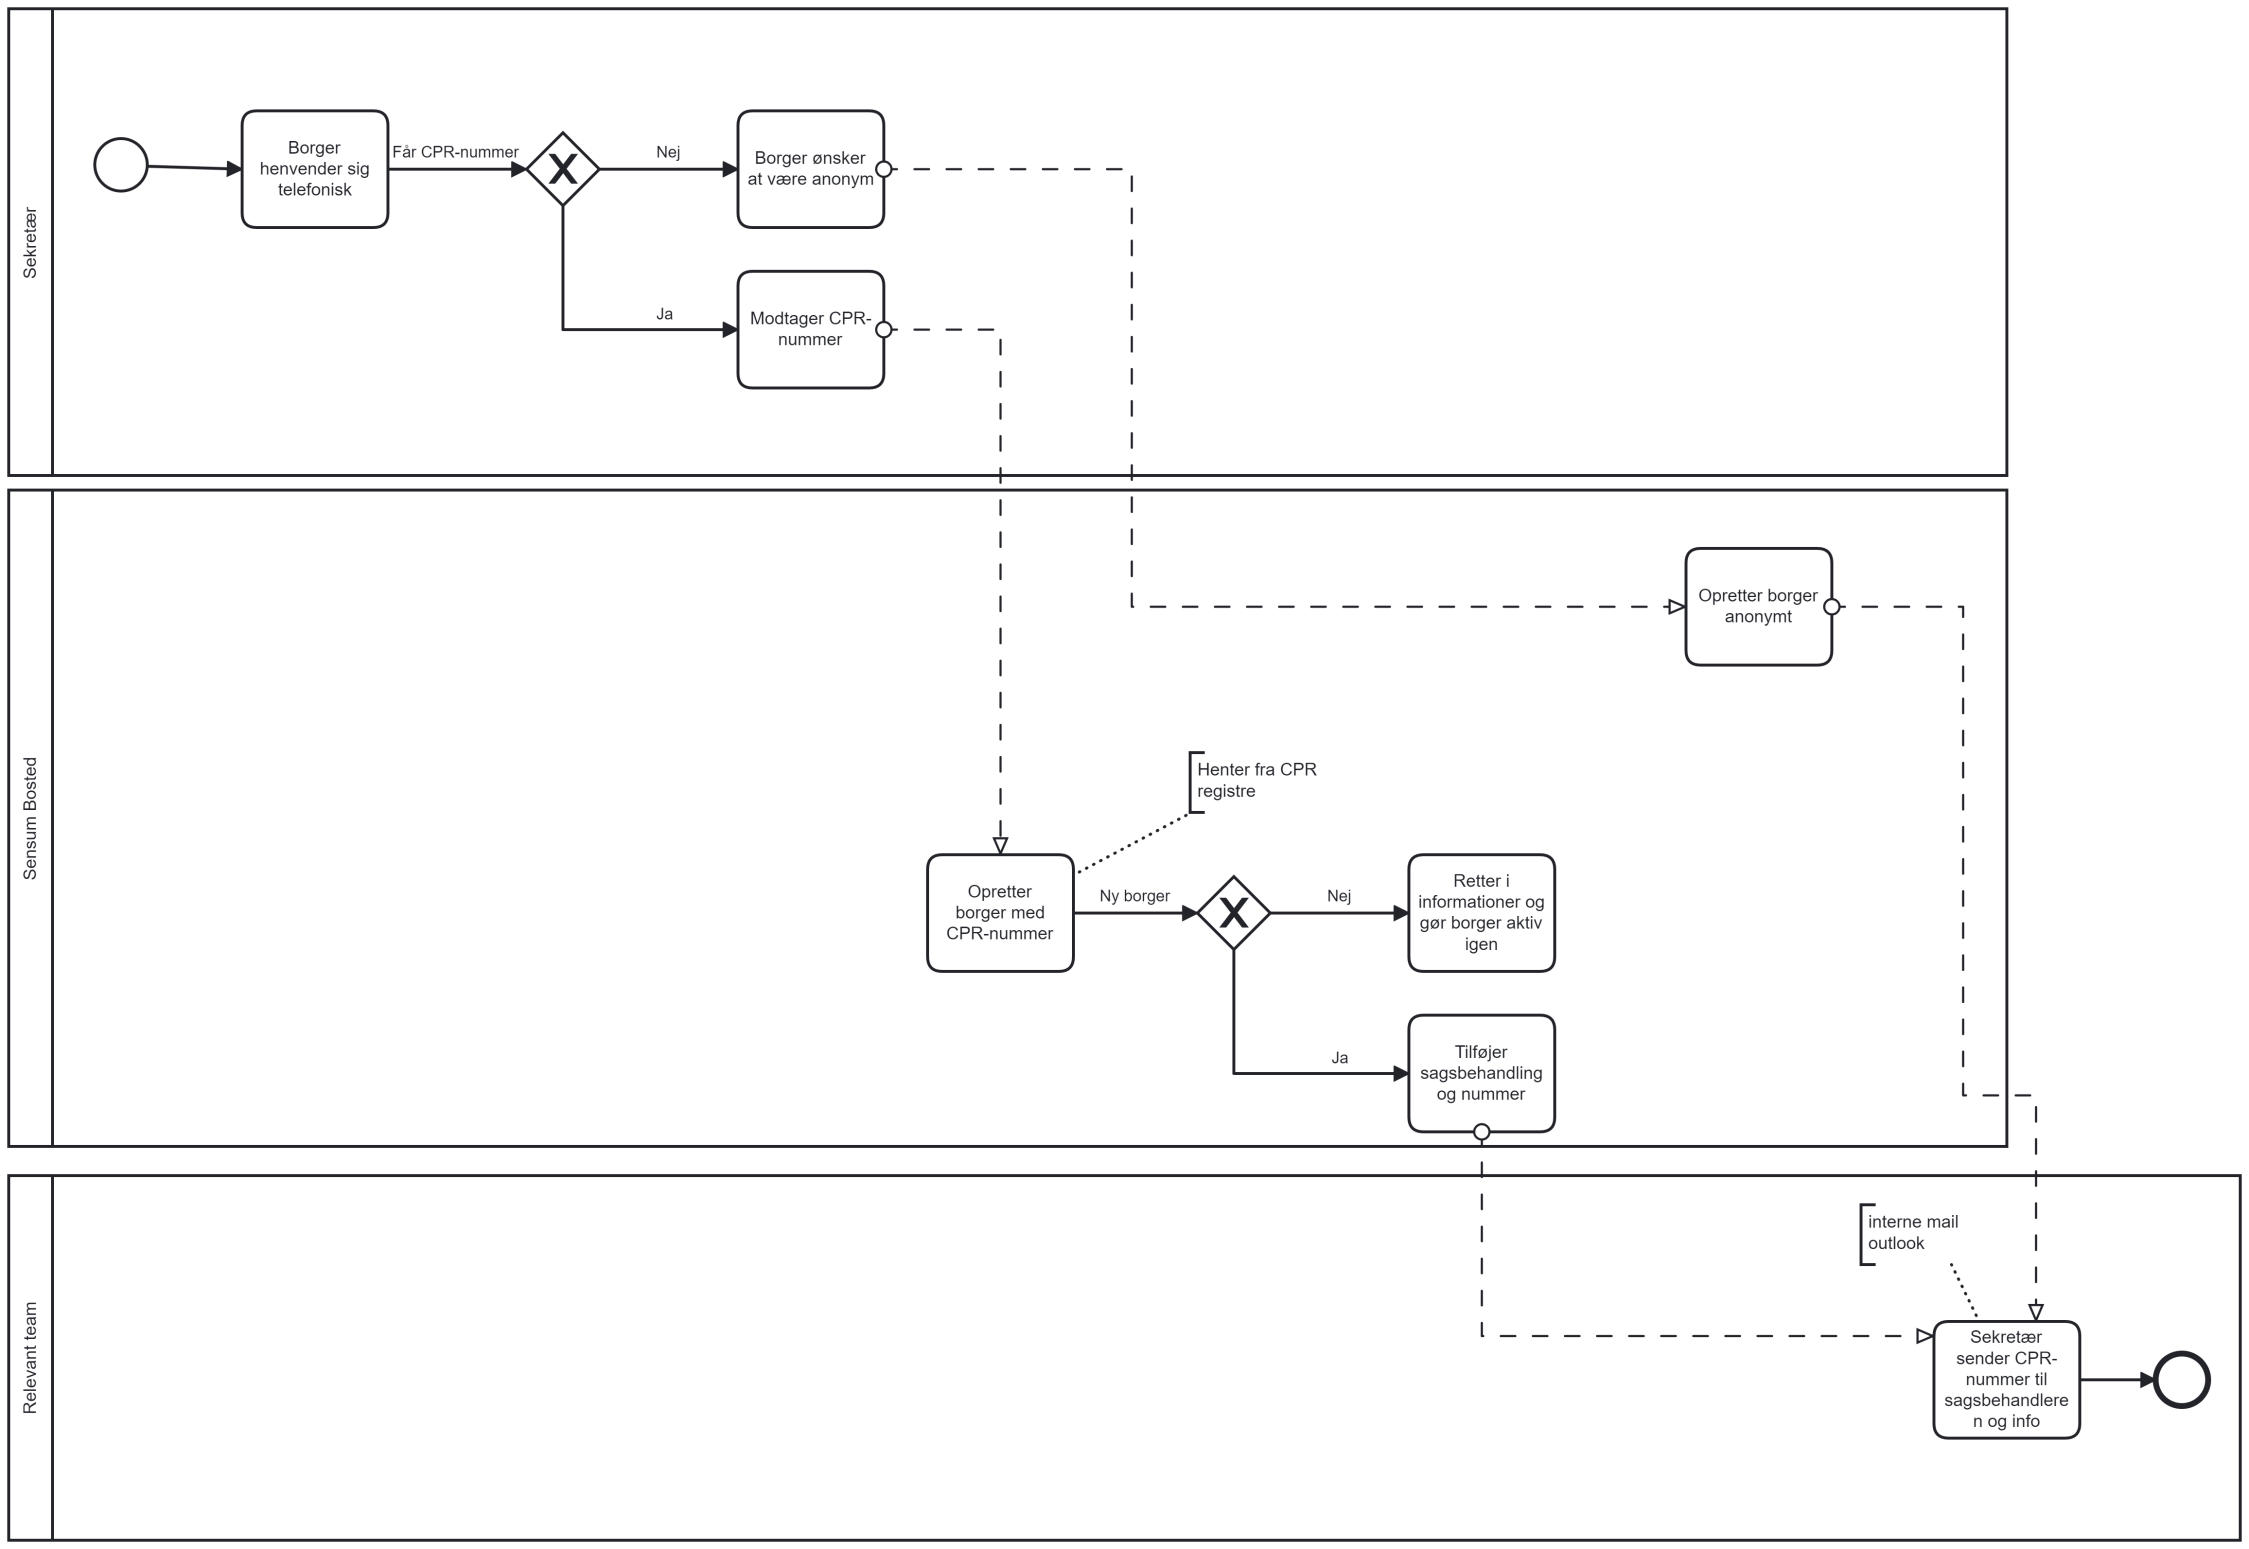 Sekretær
Borger
henvender sig
telefonisk
Får CPR-nummer
X
Nej
Borger ønsker
at være anonym
Ja
Modtager CPR-
nummer
Sensum Bosted
Opretter borger
anonymt
Henter fra CPR
registre
Opretter
borger med
CPR-nummer
Ny borger
X
Nej
Retter i
informationer og
gør borger aktiv
igen
Ja
Tilføjer
sagsbehandling
og nummer
Relevant team
interne mail
outlook
Sekretær
sender CPR-
nummer til
sagsbehandlere
n og info